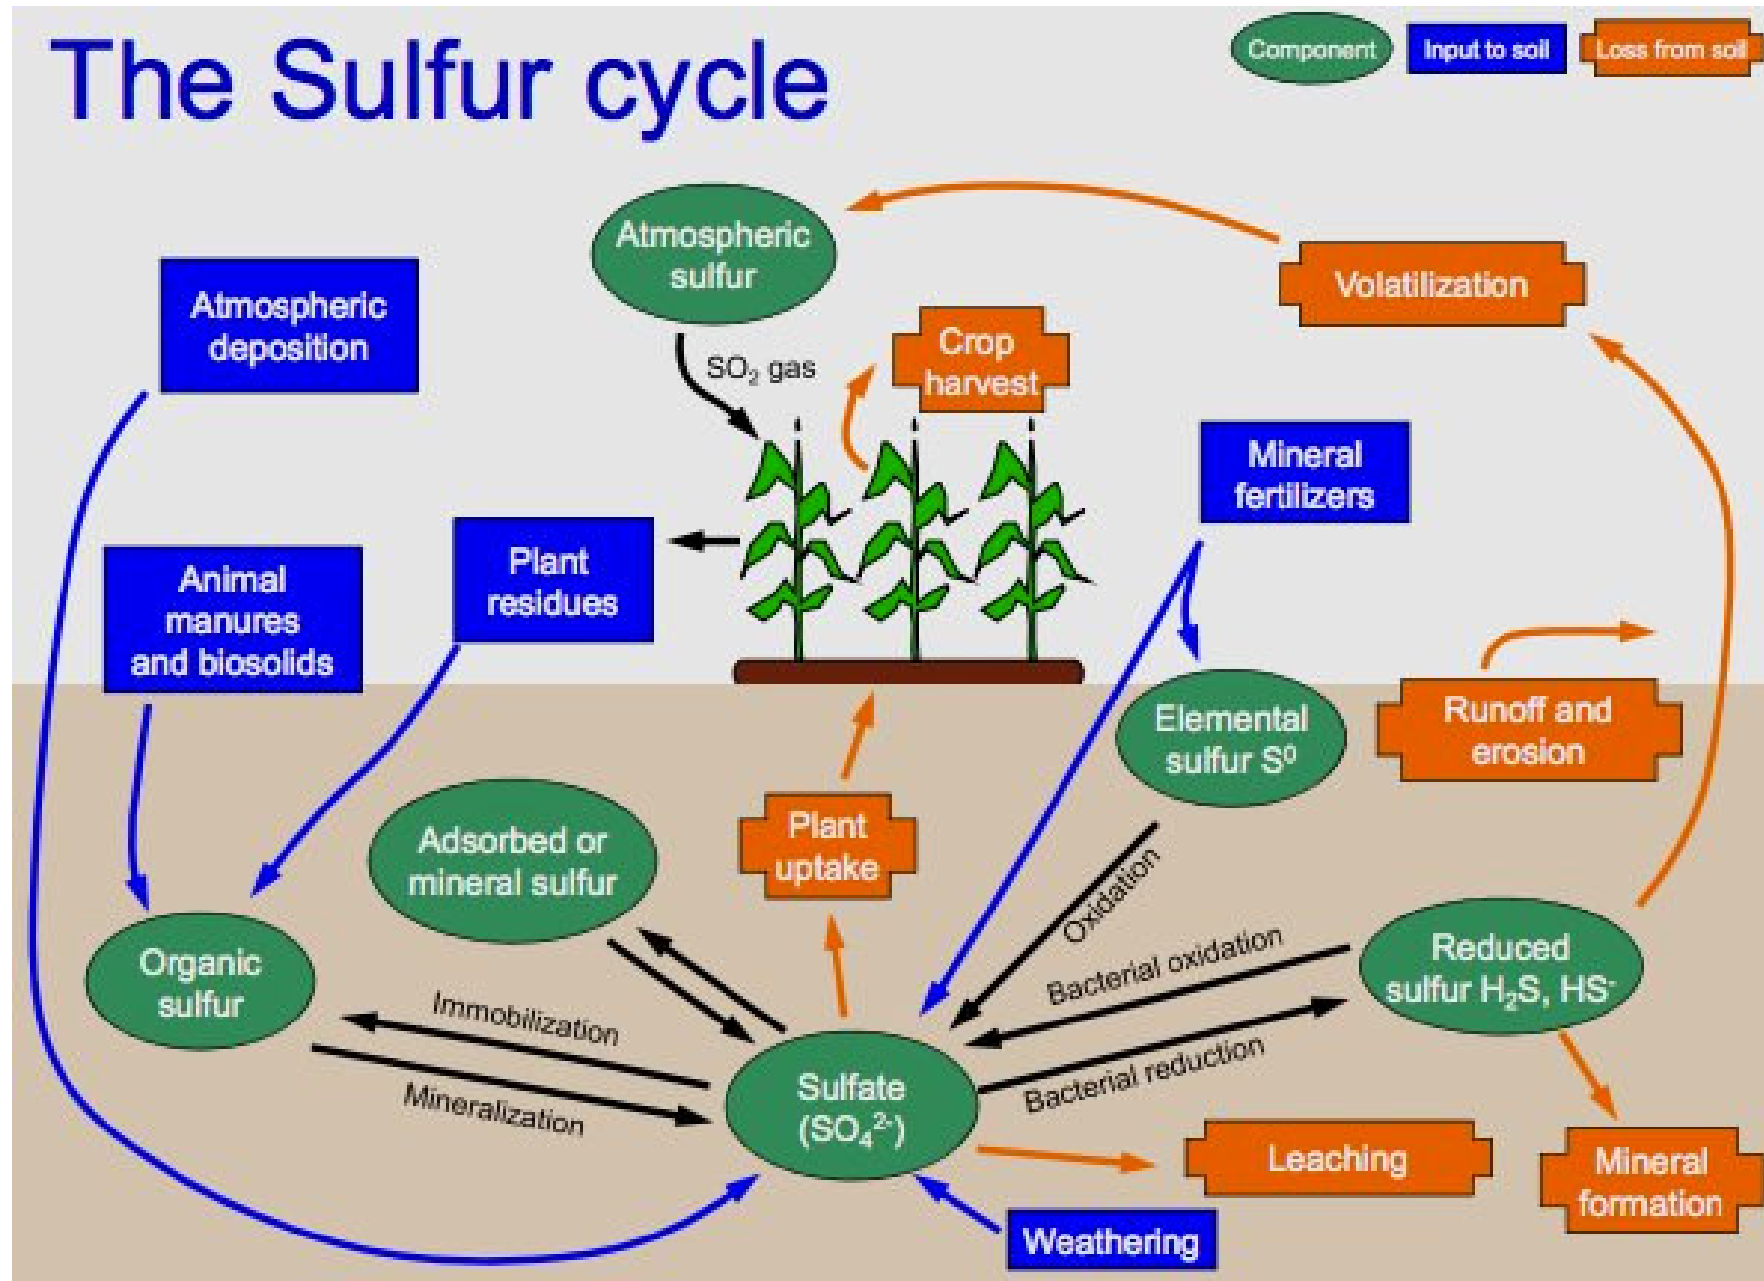 The Sulfur cycle
Component
Input to soil
Loss from soil
Atmospheric
sulfur
Atmospheric
deposition
Volatilization
SO₂ gas
Crop
harvest
Mineral
fertilizers
Plant
residues
Animal
manures
and biosolids
Elemental
sulfur S⁰
Runoff and
erosion
Adsorbed or
mineral sulfur
Plant
uptake
Oxidation
Organic
sulfur
Immobilization
Mineralization
Bacterial oxidation
Bacterial reduction
Reduced
sulfur H₂S, HS⁻
Sulfate
(SO₄²⁻)
Leaching
Mineral
formation
Weathering